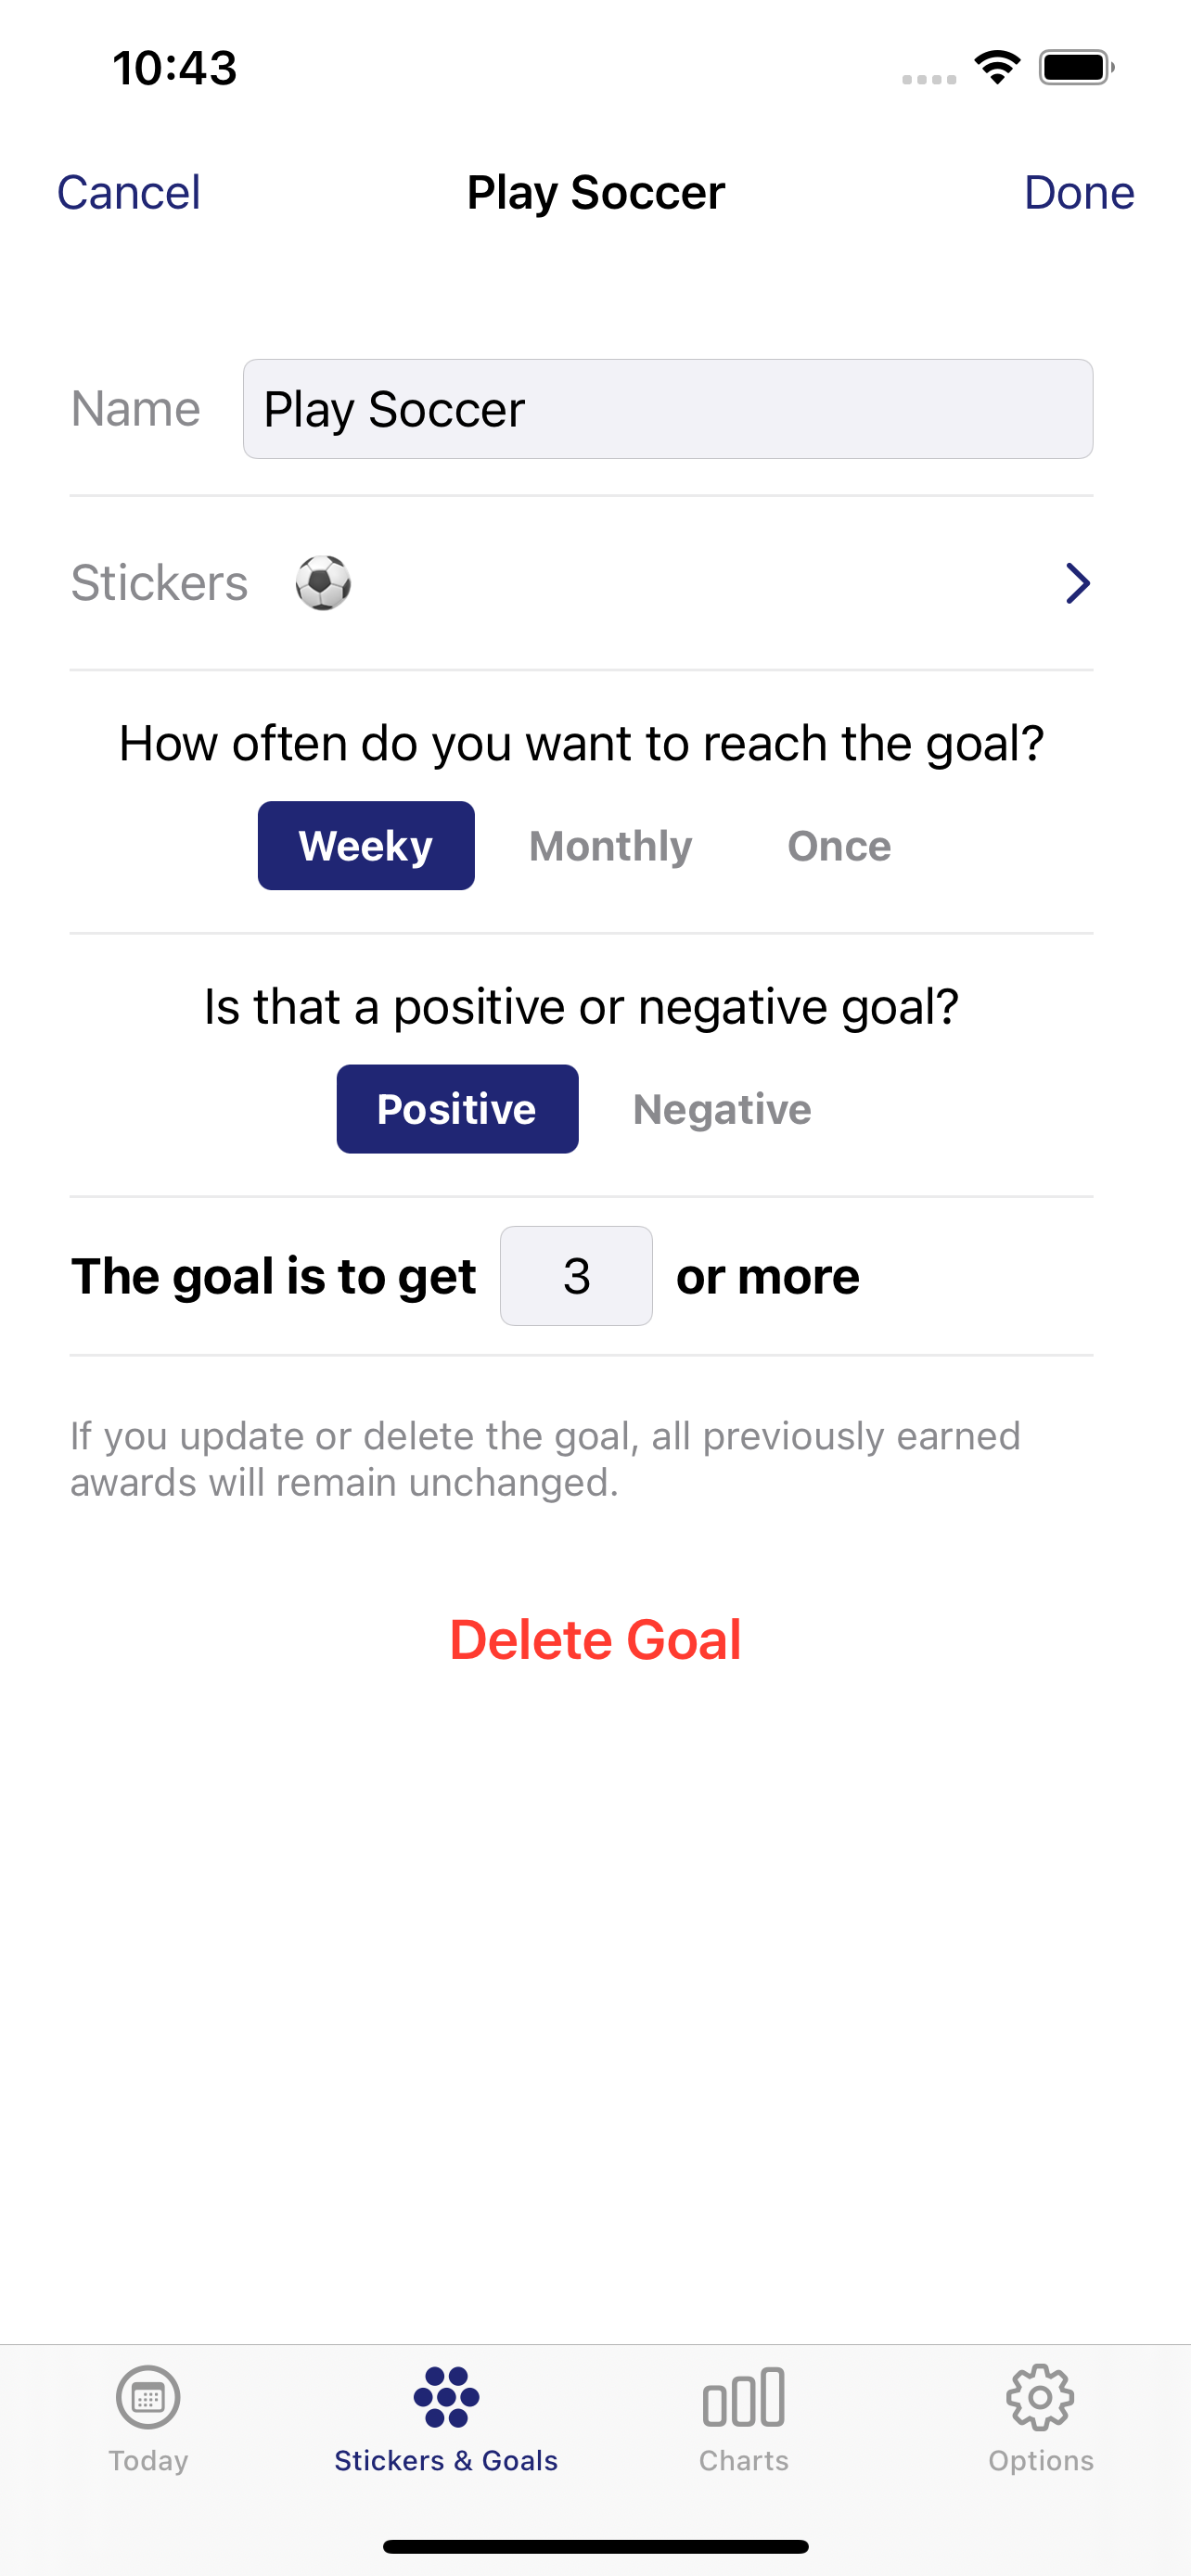 10:43
Cancel Play Soccer Done
Name Play Soccer
Stickers
How often do you want to reach the goal?
Weeky Monthly Once
Is that a positive or negative goal?
Positive Negative
The goal is to get 3 or more
If you update or delete the goal, all previously earned
awards will remain unchanged.
Delete Goal
Today Stickers & Goals Charts Options